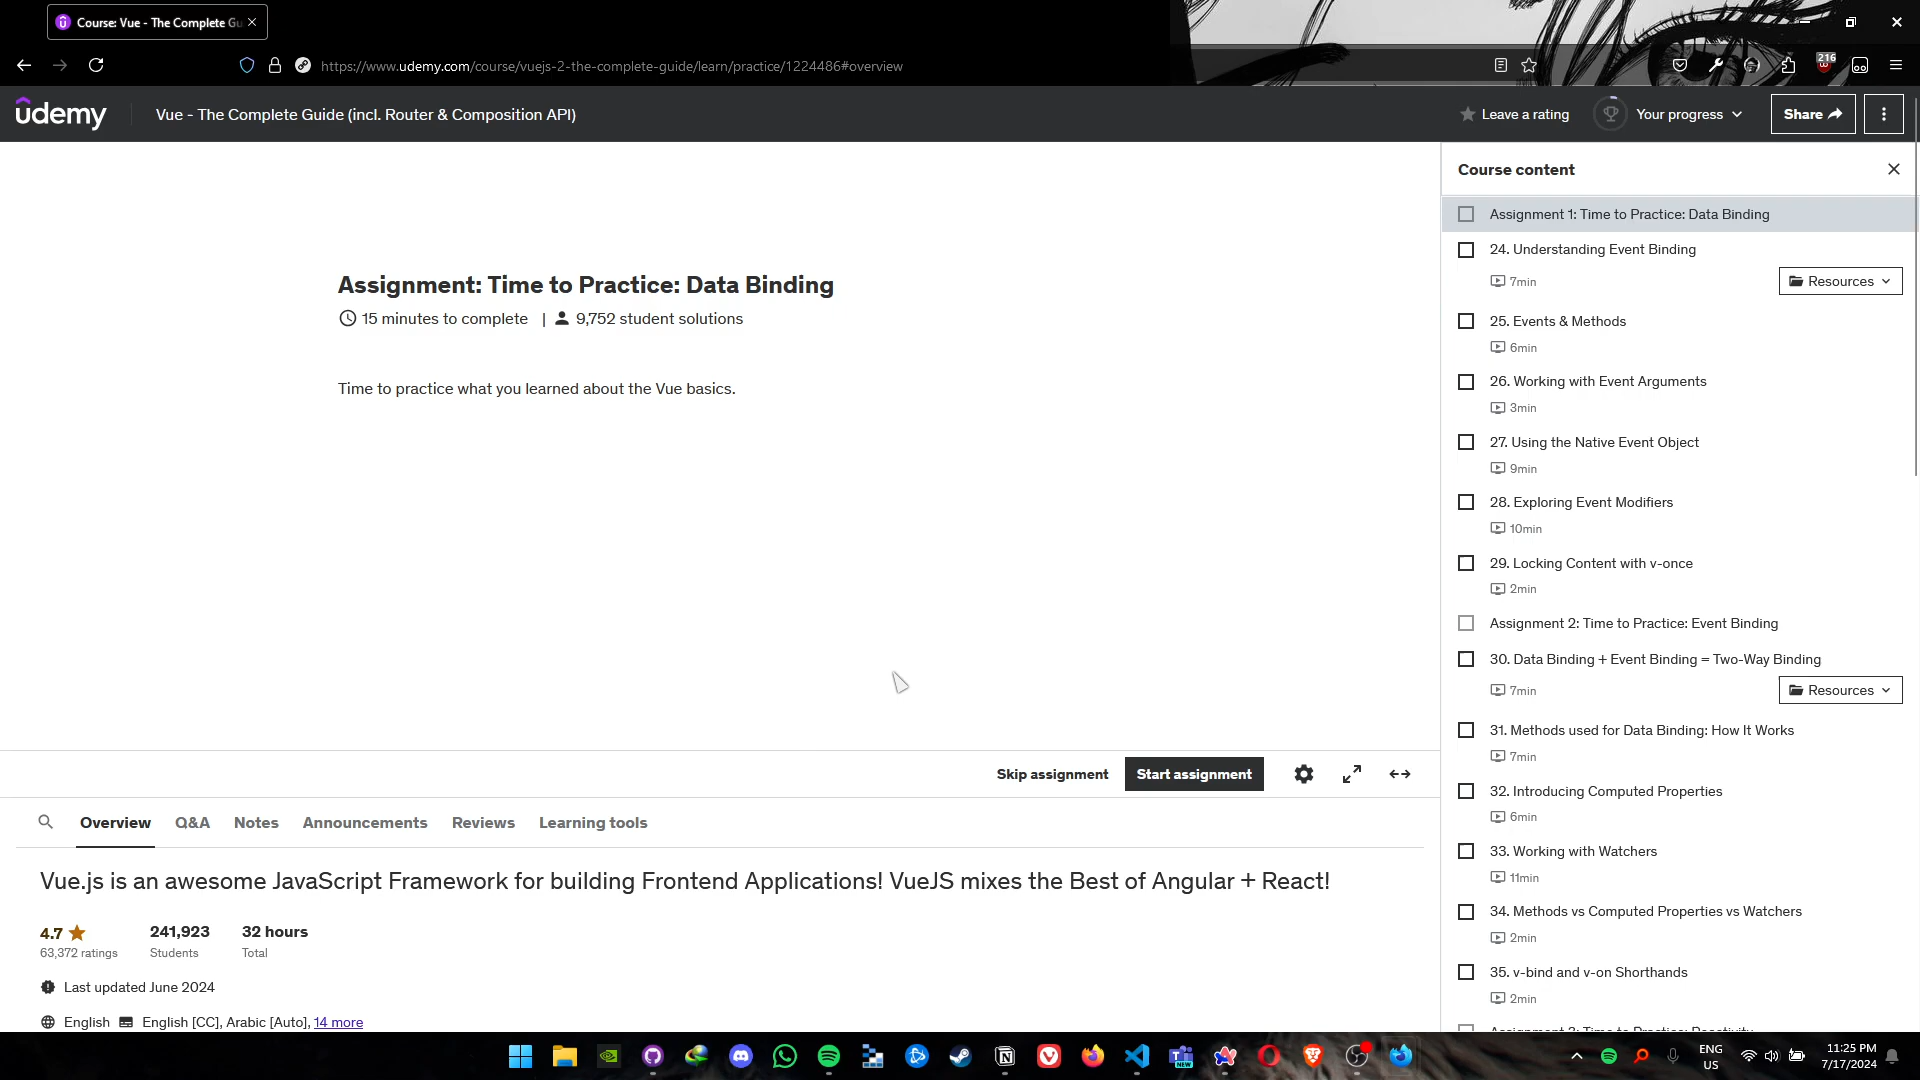 Course: Vue - The Complete Gu
https://www.udemy.com/course/vuejs-2-the-complete-guide/learn/practice/1224486#overview
216
udemy
Vue - The Complete Guide (incl. Router & Composition API)
Leave a rating
Your progress
Share
Course content
Assignment: Time to Practice: Data Binding
15 minutes to complete | 9,752 student solutions
Time to practice what you learned about the Vue basics.
Skip assignment
Start assignment
Overview
Q&A
Notes
Announcements
Reviews
Learning tools
Vue.js is an awesome JavaScript Framework for building Frontend Applications! VueJS mixes the Best of Angular + React!
4.7
63,372 ratings
241,923
Students
32 hours
Total
Last updated June 2024
English
English [CC], Arabic [Auto], 14 more
Assignment 1: Time to Practice: Data Binding
24. Understanding Event Binding
7min
Resources
25. Events & Methods
6min
26. Working with Event Arguments
3min
27. Using the Native Event Object
9min
28. Exploring Event Modifiers
10min
29. Locking Content with v-once
2min
Assignment 2: Time to Practice: Event Binding
30. Data Binding + Event Binding = Two-Way Binding
7min
Resources
31. Methods used for Data Binding: How It Works
7min
32. Introducing Computed Properties
6min
33. Working with Watchers
11min
34. Methods vs Computed Properties vs Watchers
2min
35. v-bind and v-on Shorthands
2min
Assignment 3: Time to Practice: Reactivity
NEW
ENG
US
11:25 PM
7/17/2024